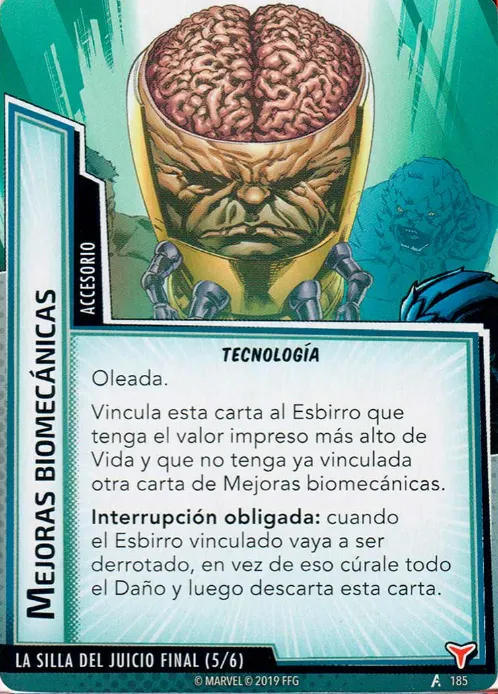 MEJORAS BIOMECÁNICAS
ACCESORIO
TECNOLOGÍA
Oleada.
Vincula esta carta al Esbirro que
tenga el valor impreso más alto de
Vida y que no tenga ya vinculada
otra carta de Mejoras biomecánicas.
Interrupción obligada: cuando
el Esbirro vinculado vaya a ser
derrotado, en vez de eso cúrale todo
el Daño y luego descarta esta carta.
LA SILLA DEL JUICIO FINAL (5/6)
© MARVEL © 2019 FFG
185